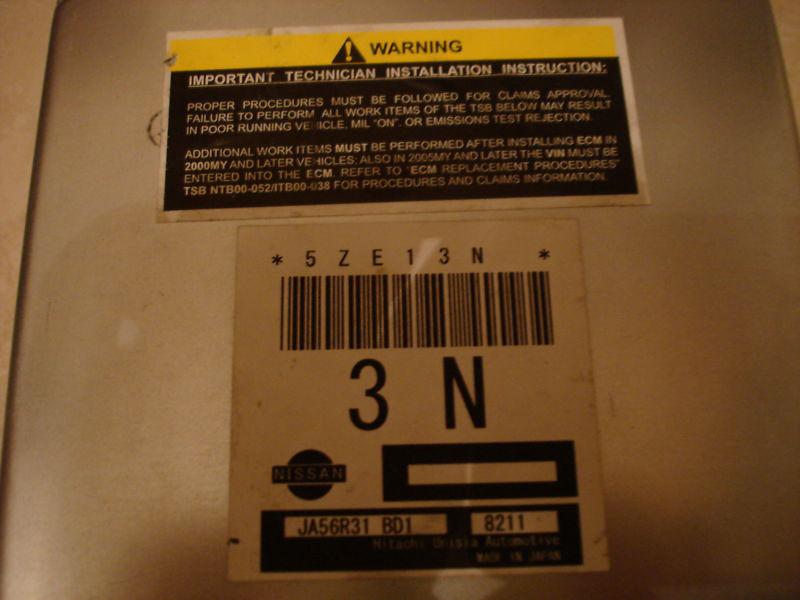 WARNING
IMPORTANT TECHNICIAN INSTALLATION INSTRUCTION:
PROPER PROCEDURES MUST BE FOLLOWED FOR CLAIMS APPROVAL.
FAILURE TO PERFORM ALL WORK ITEMS OF THE TSB BELOW MAY RESULT
IN POOR RUNNING VEHICLE, MIL "ON", OR EMISSIONS TEST REJECTION.
ADDITIONAL WORK ITEMS MUST BE PERFORMED AFTER INSTALLING ECM IN
2000MY AND LATER VEHICLES; ALSO IN 2005MY AND LATER THE VIN MUST BE
ENTERED INTO THE ECM. REFER TO "ECM REPLACEMENT PROCEDURES"
TSB NTB00-052/ITB00-038 FOR PROCEDURES AND CLAIMS INFORMATION.
* 5 Z E 1 3 N *
3 N
NISSAN
JA56R31 BD1 8211
Hitachi Unisia Automotive
MADE IN JAPAN